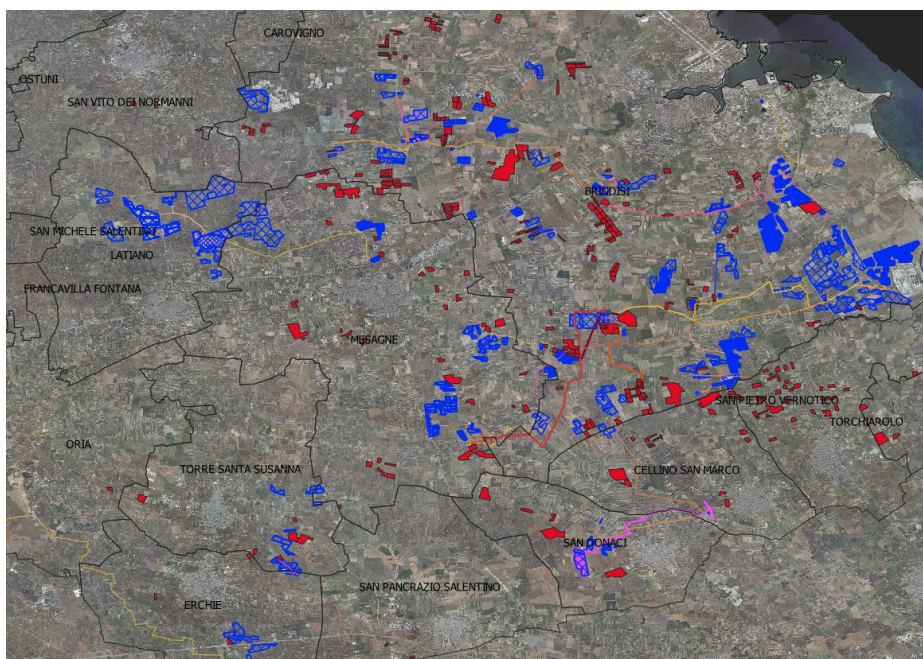 CAROVIGNO
OSTUNI
SAN VITO DEI NORMANNI
BRINDISI
SAN MICHELE SALENTINO
LATIANO
FRANCAVILLA FONTANA
MESAGNE
SAN PIETRO VERNOTICO
TORCHIAROLO
ORIA
TORRE SANTA SUSANNA
CELLINO SAN MARCO
SAN DONACI
SAN PANCRAZIO SALENTINO
ERCHIE